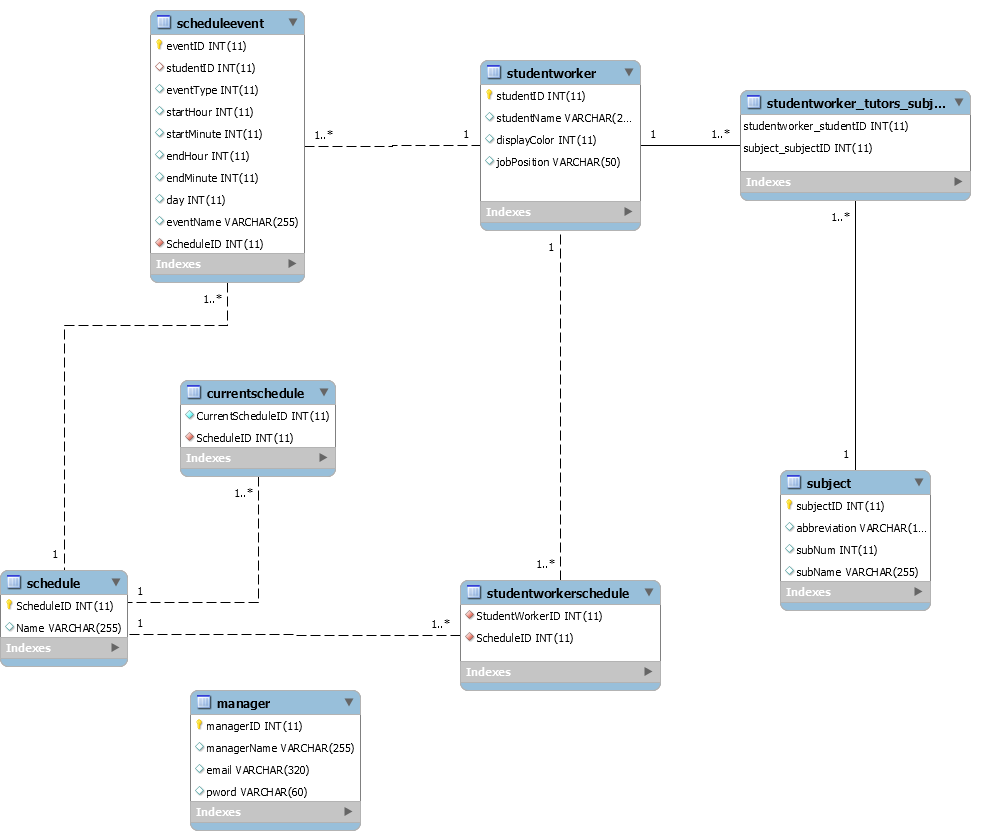 scheduleevent
eventID INT(11)
studentID INT(11)
eventType INT(11)
startHour INT(11)
startMinute INT(11)
endHour INT(11)
endMinute INT(11)
day INT(11)
eventName VARCHAR(255)
ScheduleID INT(11)
Indexes
1..*
1
studentworker
studentID INT(11)
studentName VARCHAR(2...
displayColor INT(11)
jobPosition VARCHAR(50)
Indexes
1
1..*
studentworker_tutors_subj...
studentworker_studentID INT(11)
subject_subjectID INT(11)
Indexes
1..*
1
1..*
1
currentschedule
CurrentScheduleID INT(11)
ScheduleID INT(11)
Indexes
1..*
1
subject
subjectID INT(11)
abbreviation VARCHAR(1...
subNum INT(11)
subName VARCHAR(255)
Indexes
1
schedule
ScheduleID INT(11)
Name VARCHAR(255)
Indexes
1
1..*
1..*
studentworkerschedule
StudentWorkerID INT(11)
ScheduleID INT(11)
Indexes
manager
managerID INT(11)
managerName VARCHAR(255)
email VARCHAR(320)
pword VARCHAR(60)
Indexes